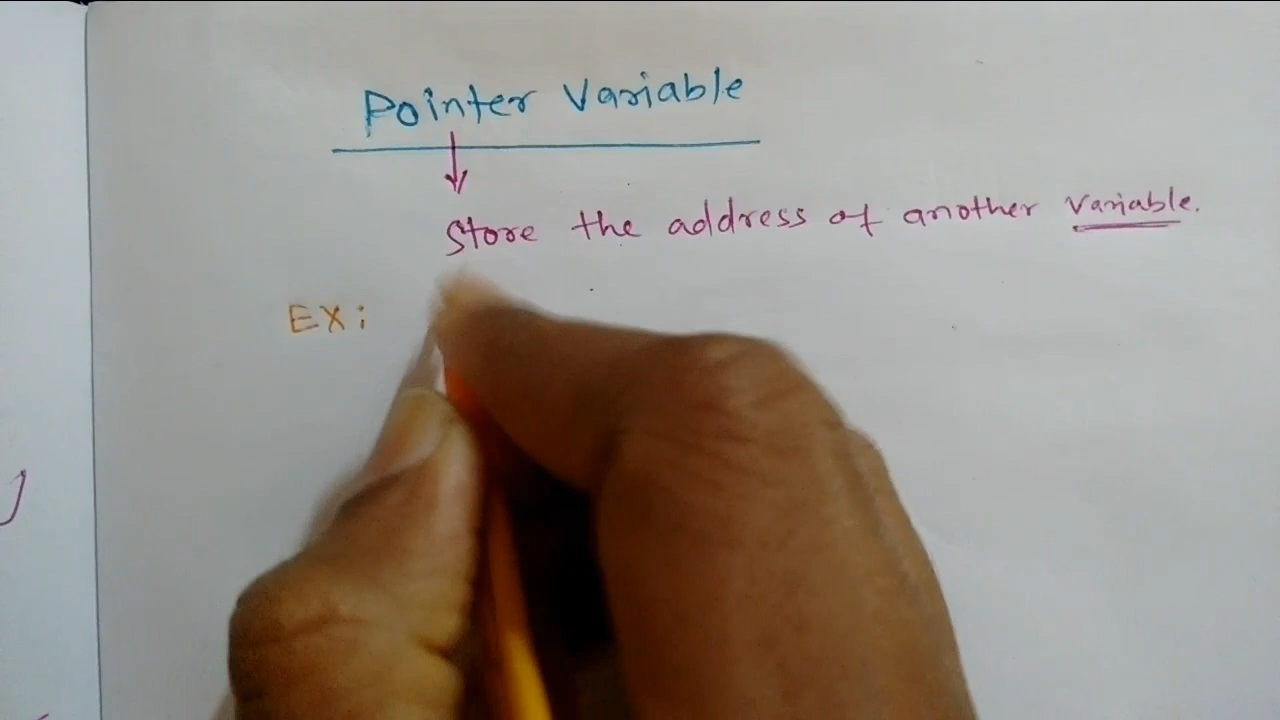 Pointer Variable
Store the address of another variable.
EX: